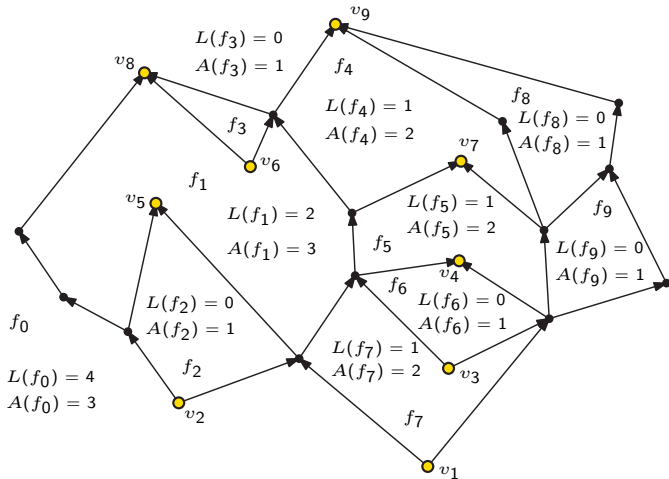 v9
L(f3) = 0
A(f3) = 1
v8
f4
f3
L(f4) = 1
A(f4) = 2
f8
L(f8) = 0
A(f8) = 1
v7
v6
f1
v5
L(f1) = 2
A(f1) = 3
L(f5) = 1
A(f5) = 2
f9
f5
L(f9) = 0
A(f9) = 1
v4
f6
L(f6) = 0
A(f6) = 1
L(f2) = 0
A(f2) = 1
f0
L(f7) = 1
A(f7) = 2
v3
f2
L(f0) = 4
A(f0) = 3
v2
f7
v1